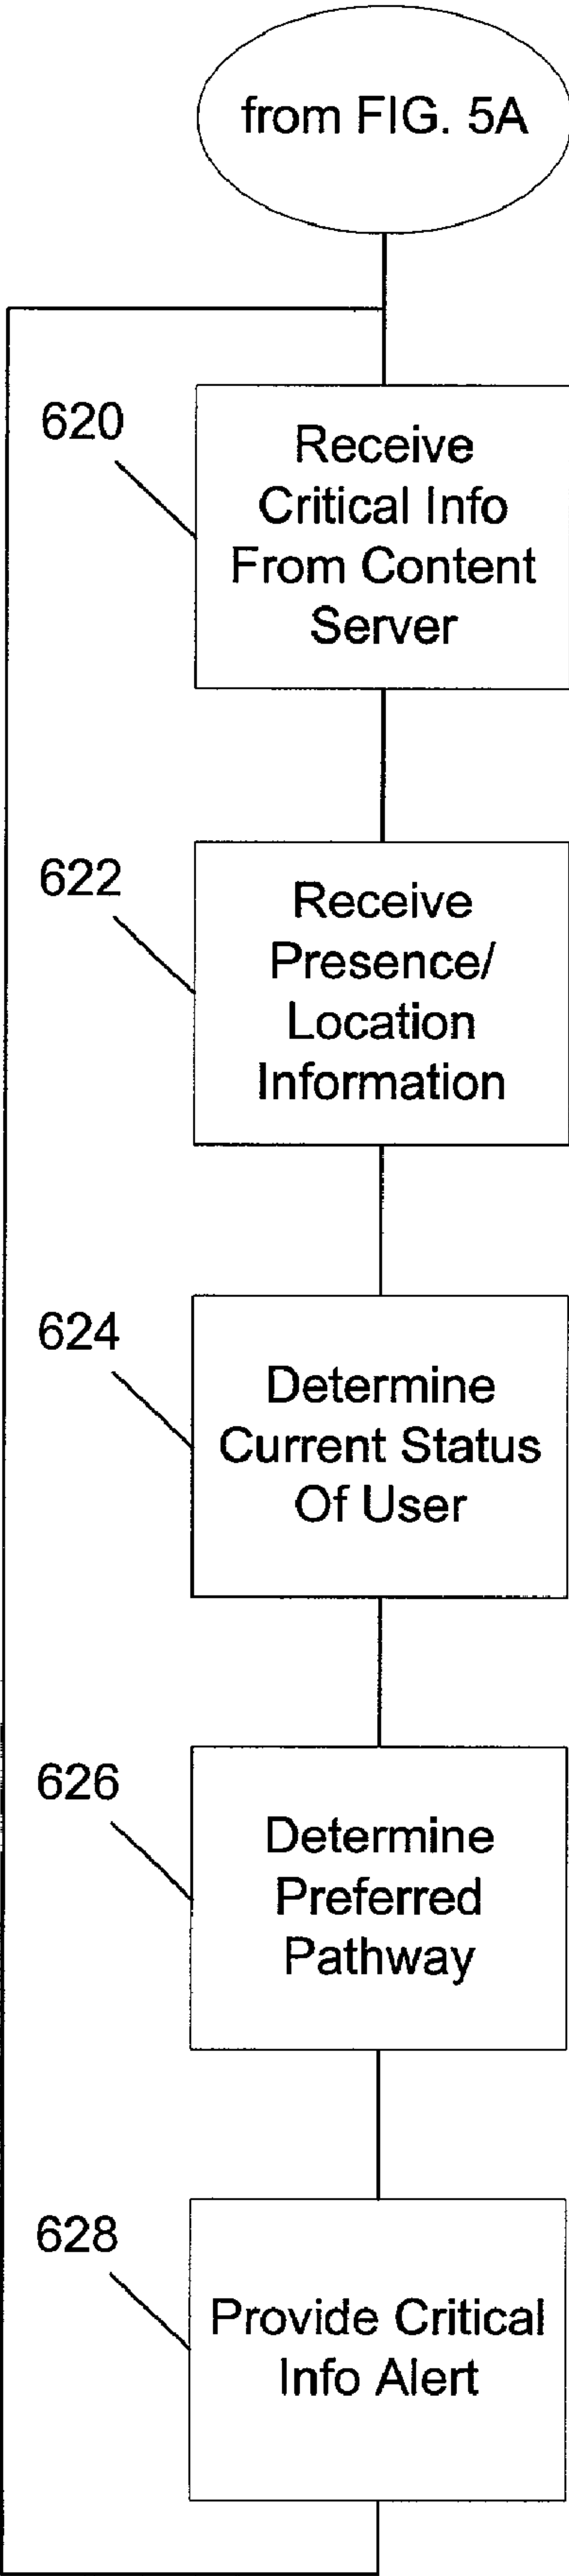 from FIG. 5A
620
Receive
Critical Info
From Content
Server
622
Receive
Presence/
Location
Information
624
Determine
Current Status
Of User
626
Determine
Preferred
Pathway
628
Provide Critical
Info Alert